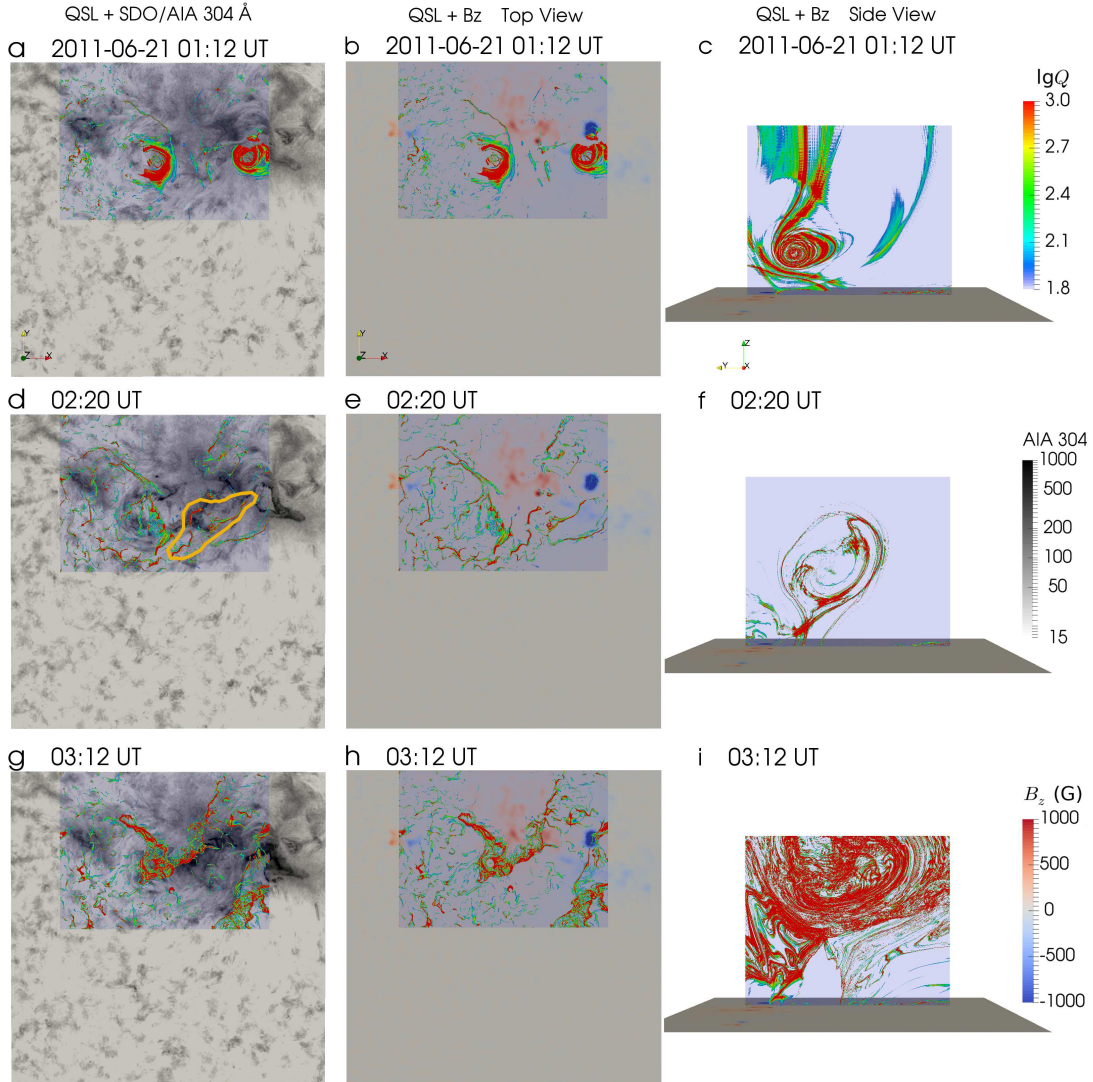 QSL + SDO/AIA 304 Å
QSL + Bz Top View
QSL + Bz Side View
a 2011-06-21 01:12 UT
b 2011-06-21 01:12 UT
c 2011-06-21 01:12 UT
lgQ
3.0
2.7
2.4
2.1
1.8
Y
Z
X
Y
Z
X
Z
Y
X
d 02:20 UT
e 02:20 UT
f 02:20 UT
AIA 304
1000
500
200
100
50
15
g 03:12 UT
h 03:12 UT
i 03:12 UT
Bz (G)
1000
500
0
-500
-1000